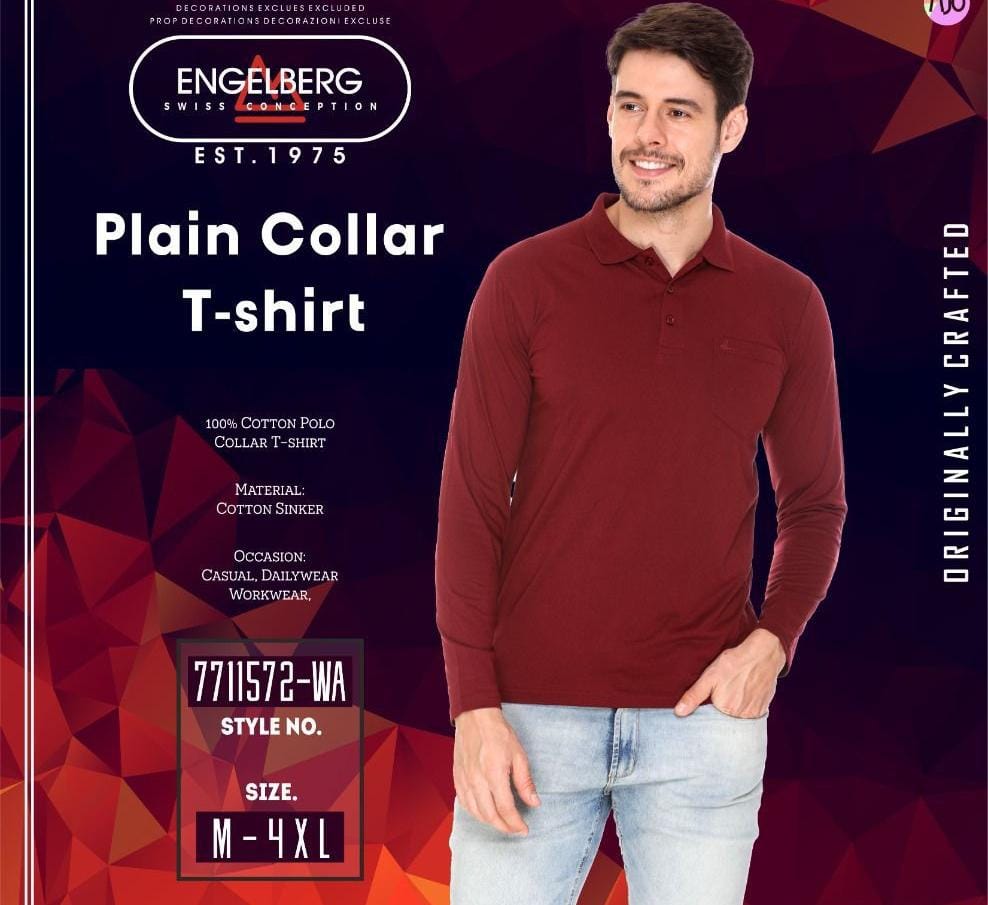 DECORATIONS EXCLUES EXCLUDED
PROP DECORATIONS DECORAZIONI EXCLUSE
ENGELBERG
SWISS CONCEPTION
EST.1975
Plain Collar
T-shirt
100% Cotton Polo
Collar T-shirt
Material:
Cotton Sinker
Occasion:
Casual, Dailywear
Workwear,
7711572-WA
STYLE NO.
SIZE.
M - 4XL
ORIGINALLY CRAFTED